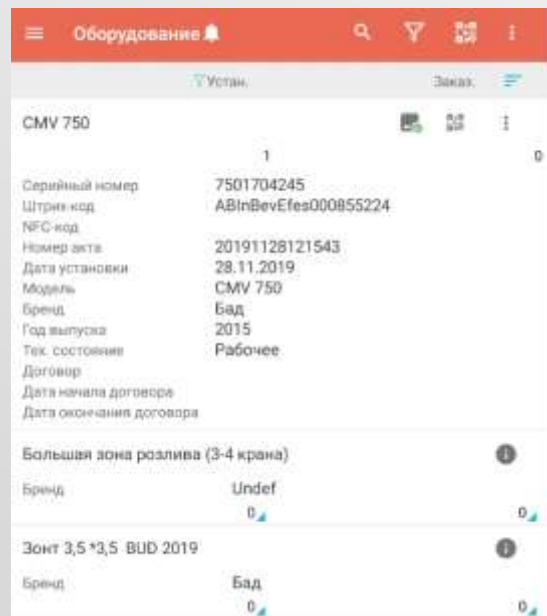 Оборудование
Устан. Заказ.
CMV 750
1 0
Серийный номер 7501704245
Штрих-код ABInBevEfes000855224
NFC-код
Номер акта 20191128121543
Дата установки 28.11.2019
Модель CMV 750
Бренд Бад
Год выпуска 2015
Тех. состояние Рабочее
Договор
Дата начала договора
Дата окончания договора
Большая зона розлива (3-4 крана)
Бренд Undef
0 0
Зонт 3,5 *3,5 BUD 2019
Бренд Бад
0 0